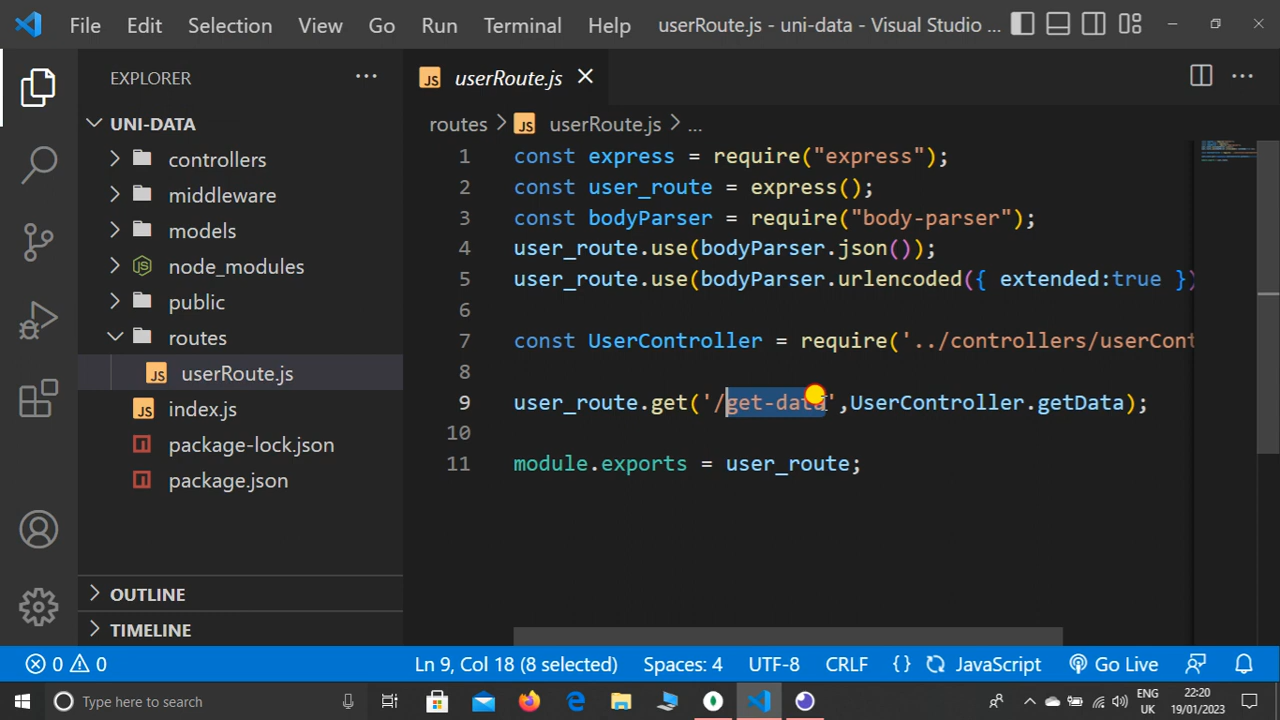 File Edit Selection View Go Run Terminal Help userRoute.js - uni-data - Visual Studio ...
EXPLORER
UNI-DATA
controllers
middleware
models
node_modules
public
routes
JS userRoute.js
JS index.js
package-lock.json
package.json
OUTLINE
TIMELINE
JS userRoute.js
routes > JS userRoute.js > ...
1 const express = require("express");
2 const user_route = express();
3 const bodyParser = require("body-parser");
4 user_route.use(bodyParser.json());
5 user_route.use(bodyParser.urlencoded({ extended:true })
6
7 const UserController = require('../controllers/userCont
8
9 user_route.get('/get-data',UserController.getData);
10
11 module.exports = user_route;
0 0 Ln 9, Col 18 (8 selected) Spaces: 4 UTF-8 CRLF {} JavaScript Go Live
Type here to search
ENG
UK
22:20
19/01/2023